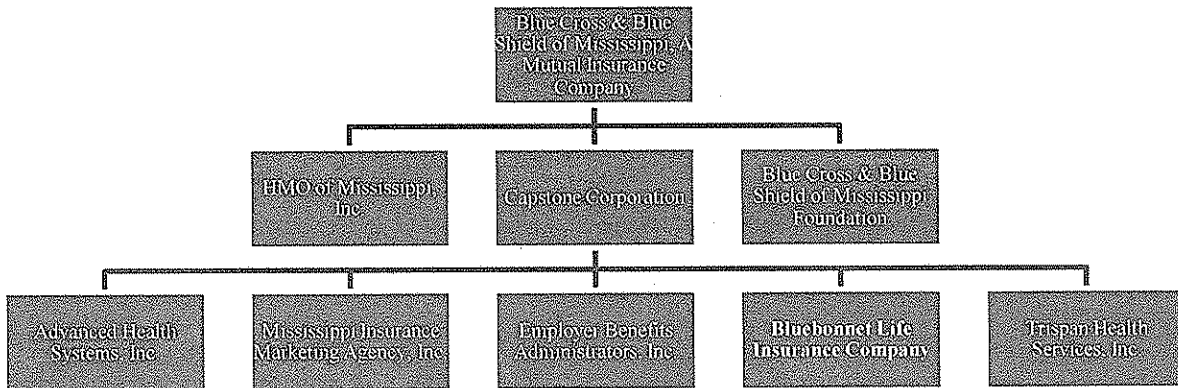 Blue Cross & Blue
Shield of Mississippi, A
Mutual Insurance
Company
HMO of Mississippi
Inc.
Capstone Corporation
Blue Cross & Blue
Shield of Mississippi
Foundation
Advanced Health
Systems, Inc.
Mississippi Insurance
Marketing Agency, Inc.
Employer Benefits
Administrators, Inc.
Bluebonnet Life
Insurance Company
Trispan Health
Services, Inc.